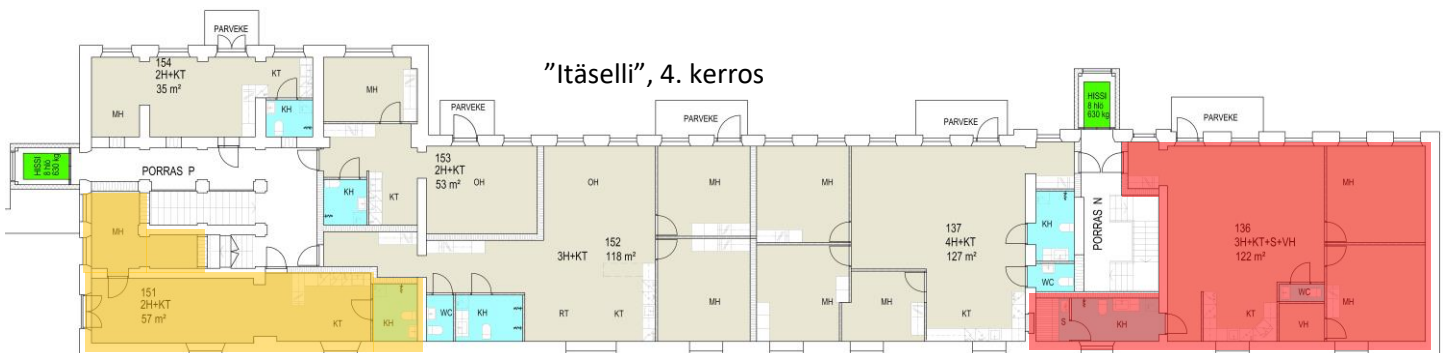 ”Itäselli”, 4. kerros
PARVEKE
154
2H+KT
35 m²
KT
MH
KH
MH
HISSI
8 hlö
630 kg
PORRAS P
KH
KT
153
2H+KT
53 m²
OH
PARVEKE
MH
151
2H+KT
57 m²
KT
KH
WC
KH
OH
3H+KT
152
118 m²
RT
KT
PARVEKE
MH
MH
MH
MH
MH
PARVEKE
137
4H+KT
127 m²
KT
KH
WC
HISSI
8 hlö
630 kg
PORRAS N
S
KH
PARVEKE
136
3H+KT+S+VH
122 m²
WC
KT
VH
MH
MH